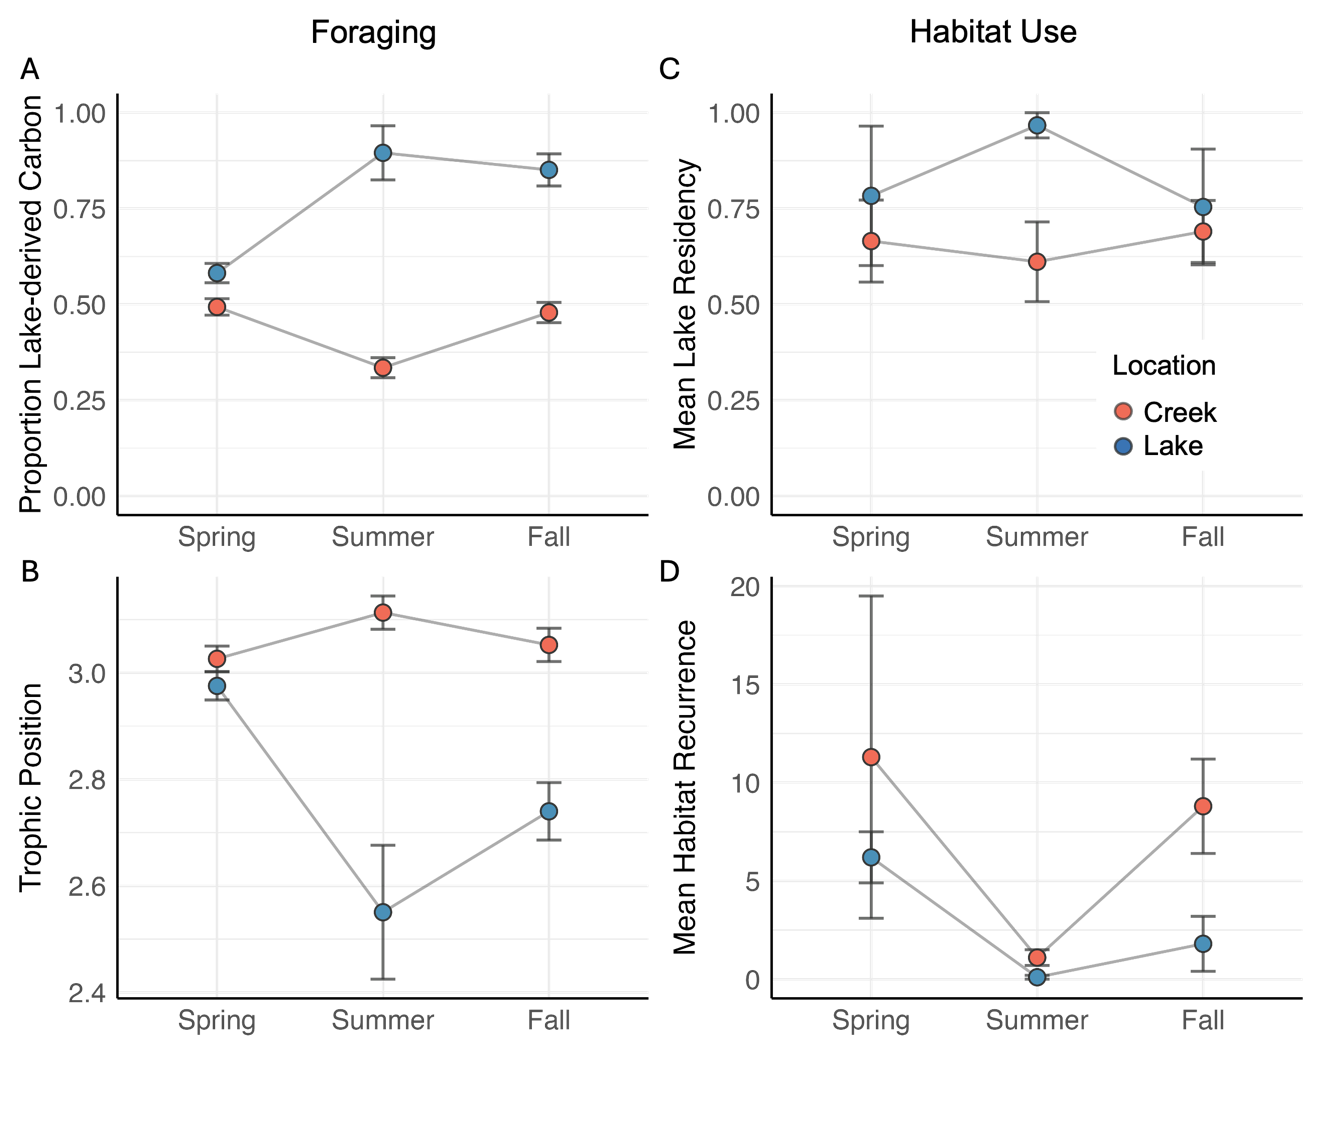 Foraging
Habitat Use
A
Proportion Lake-derived Carbon
1.00
0.75
0.50
0.25
0.00
Spring Summer Fall
C
Mean Lake Residency
1.00
0.75
0.50
0.25
0.00
Location
Creek
Lake
Spring Summer Fall
B
Trophic Position
3.0
2.8
2.6
2.4
Spring Summer Fall
D
Mean Habitat Recurrence
20
15
10
5
0
Spring Summer Fall